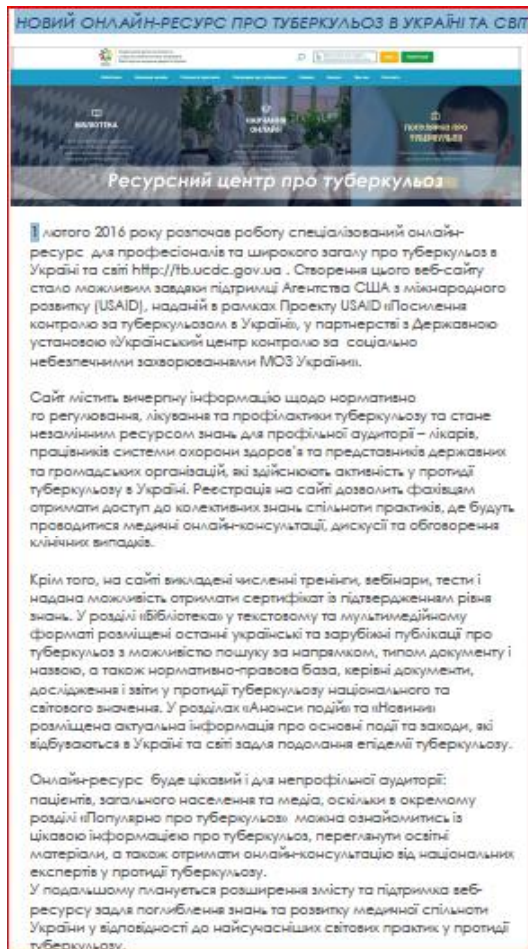 НОВИЙ ОНЛАЙН-РЕСУРС ПРО ТУБЕРКУЛЬОЗ В УКРАЇНІ ТА СВІТ
БІБЛІОТЕКА
НАВЧАННЯ
ОНЛАЙН
ПОПУЛЯРНО ПРО
ТУБЕРКУЛЬОЗ
Ресурсний центр про туберкульоз
1 лютого 2016 року розпочав роботу спеціалізований онлайн-
ресурс для професіоналів та широкого загалу про туберкульоз в
Україні та світі http://tb.ucdc.gov.ua . Створення цього веб-сайту
стало можливим завдяки підтримці Агентства США з міжнародного
розвитку (USAID), наданій в рамках Проекту USAID «Посилення
контролю за туберкульозом в Україні», у партнерстві з Державною
установою «Український центр контролю за соціально
небезпечними захворюваннями МОЗ України».
Сайт містить вичерпну інформацію щодо нормативно
го регулювання, лікування та профілактики туберкульозу та стане
незамінним ресурсом знань для профільної аудиторії – лікарів,
працівників системи охорони здоров'я та представників державних
та громадських організацій, які здійснюють активність у протидії
туберкульозу в Україні. Реєстрація на сайті дозволить фахівцям
отримати доступ до колективних знань спільноти практиків, де будуть
проводитися медичні онлайн-консультації, дискусії та обговорення
клінічних випадків.
Крім того, на сайті викладені численні тренінги, вебінари, тести і
надана можливість отримати сертифікат із підтвердженням рівня
знань. У розділі «Бібліотека» у текстовому та мультимедійному
форматі розміщені останні українські та зарубіжні публікації про
туберкульоз з можливістю пошуку за напрямком, типом документу і
назвою, а також нормативно-правова база, керівні документи,
дослідження і звіти у протидії туберкульозу національного та
світового значення. У розділах «Анонси подій» та «Новини»
розміщена актуальна інформація про основні події та заходи, які
відбуваються в Україні та світі задля подолання епідемії туберкульозу.
Онлайн-ресурс буде цікавий і для непрофільної аудиторії:
пацієнтів, загального населення та медіа, оскільки в окремому
розділі «Популярно про туберкульоз» можна ознайомитись із
цікавою інформацією про туберкульоз, переглянути освітні
матеріали, а також отримати онлайн-консультацію від національних
експертів у протидії туберкульозу.
У подальшому планується розширення змісту та підтримка веб-
ресурсу задля поглиблення знань та розвитку медичної спільноти
України у відповідності до найсучасніших світових практик у протидії
туберкульозу.